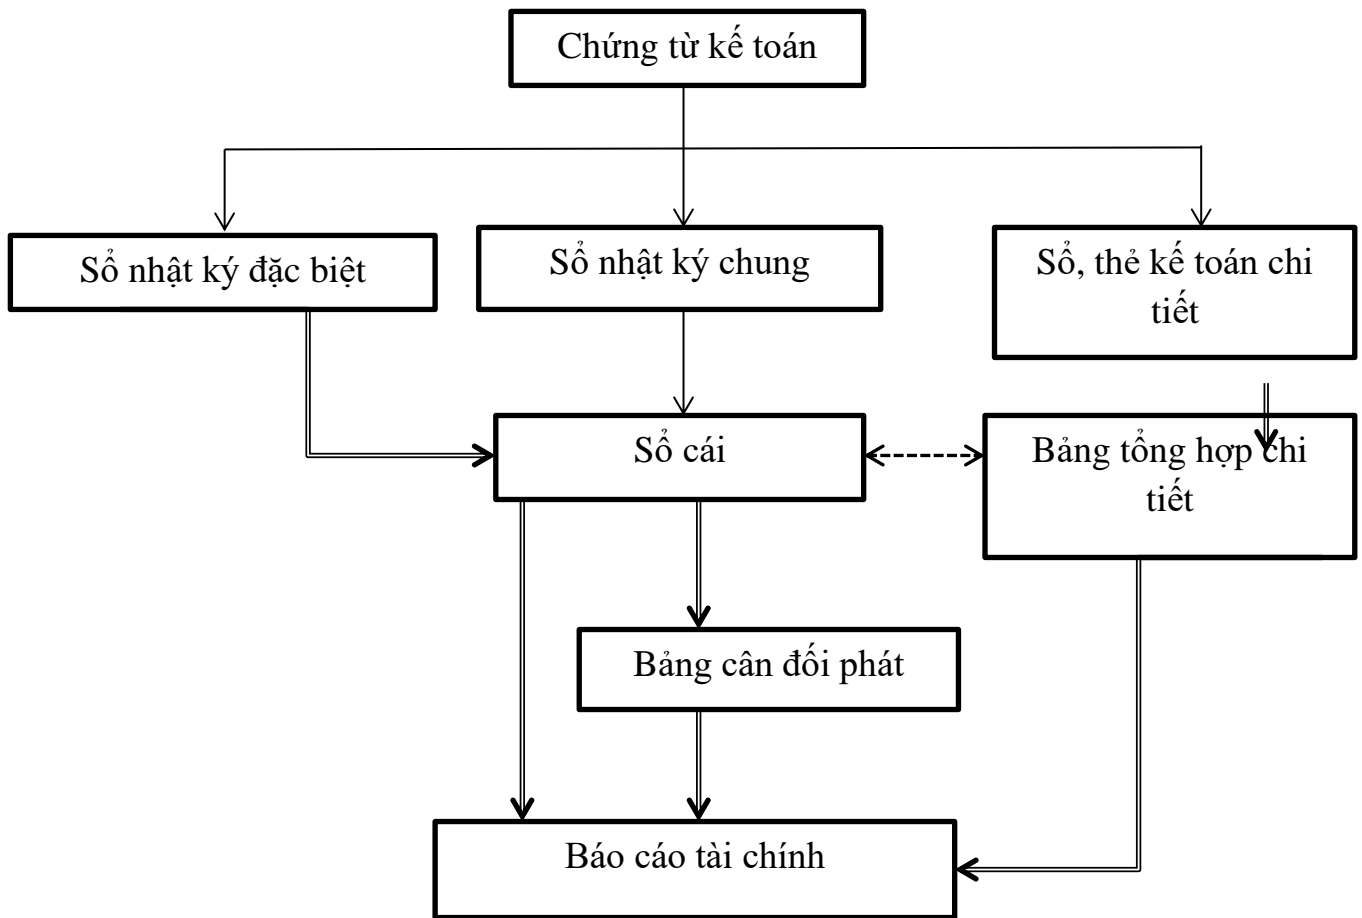 Chứng từ kế toán
Sổ nhật ký đặc biệt
Sổ nhật ký chung
Sổ, thẻ kế toán chi
tiết
Sổ cái
Bảng tổng hợp chi
tiết
Bảng cân đối phát
Báo cáo tài chính